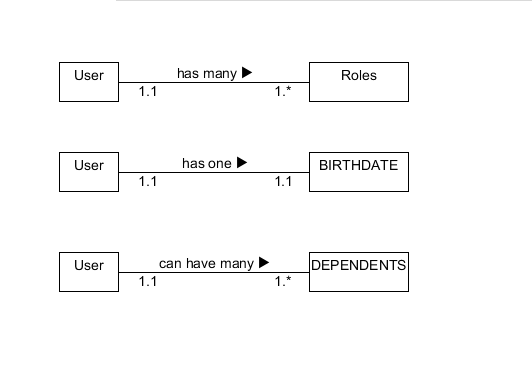 User has many ▶ Roles
1.1 1.*
User has one ▶ BIRTHDATE
1.1 1.1
User can have many ▶ DEPENDENTS
1.1 1.*